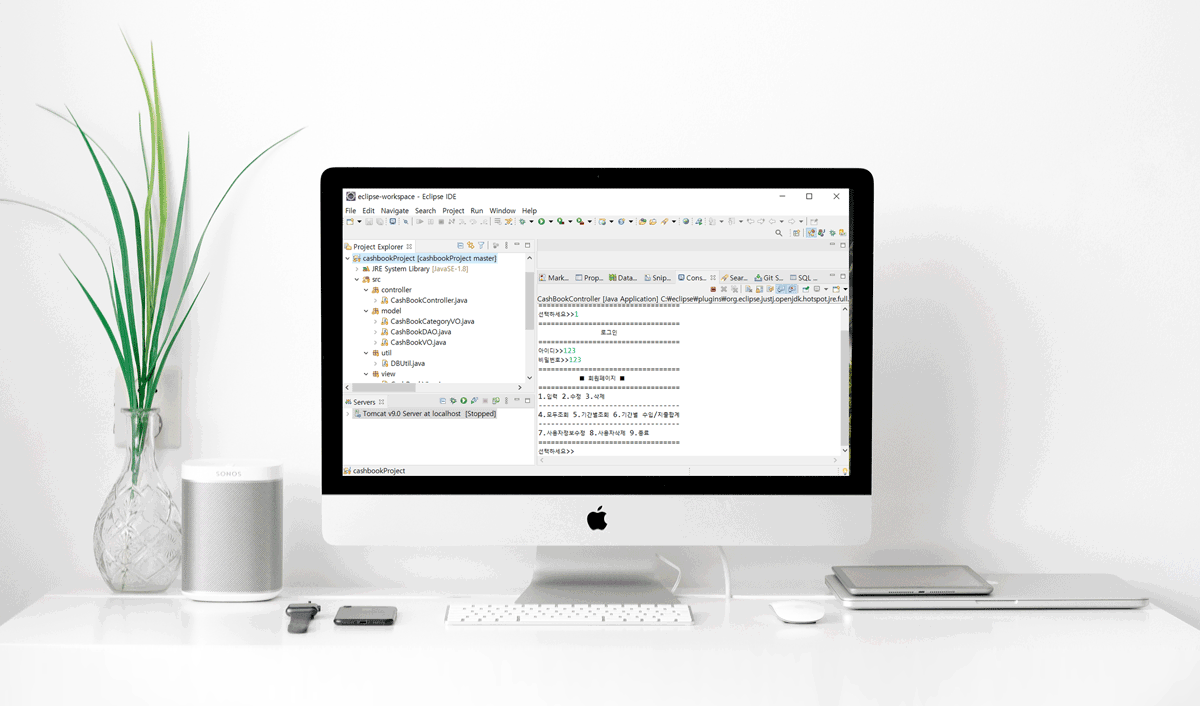 eclipse-workspace - Eclipse IDE
File Edit Navigate Search Project Run Window Help
Project Explorer
cashbookProject [cashbookProject master]
JRE System Library [JavaSE-1.8]
src
controller
CashBookController.java
model
CashBookCategoryVO.java
CashBookDAO.java
CashBookVO.java
util
DBUtil.java
view
Servers
Tomcat v9.0 Server at localhost [Stopped]
Mark... Prop... Data... Snip... Cons... Sear... Git S... SQL ...
CashBookController [Java Application] C:₩eclipse₩plugins₩org.eclipse.justj.openjdk.hotspot.jre.full.
==================================
선택하세요>>1
==================================
로그인
==================================
아이디>>123
비밀번호>>123
==================================
■ 회원페이지 ■
==================================
1.입력 2.수정 3.삭제
----------------------------------
4.모두조회 5.기간별조회 6.기간별 수입/지출합계
----------------------------------
7.사용자정보수정 8.사용자삭제 9.종료
==================================
선택하세요>>
cashbookProject
SONOS